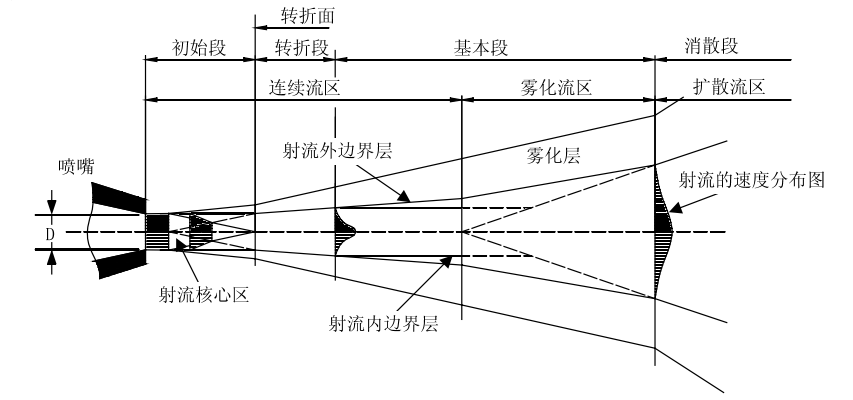 转折面
初始段
转折段
基本段
消散段
连续流区
雾化流区
扩散流区
射流外边界层
雾化层
喷嘴
射流的速度分布图
D
射流核心区
射流内边界层